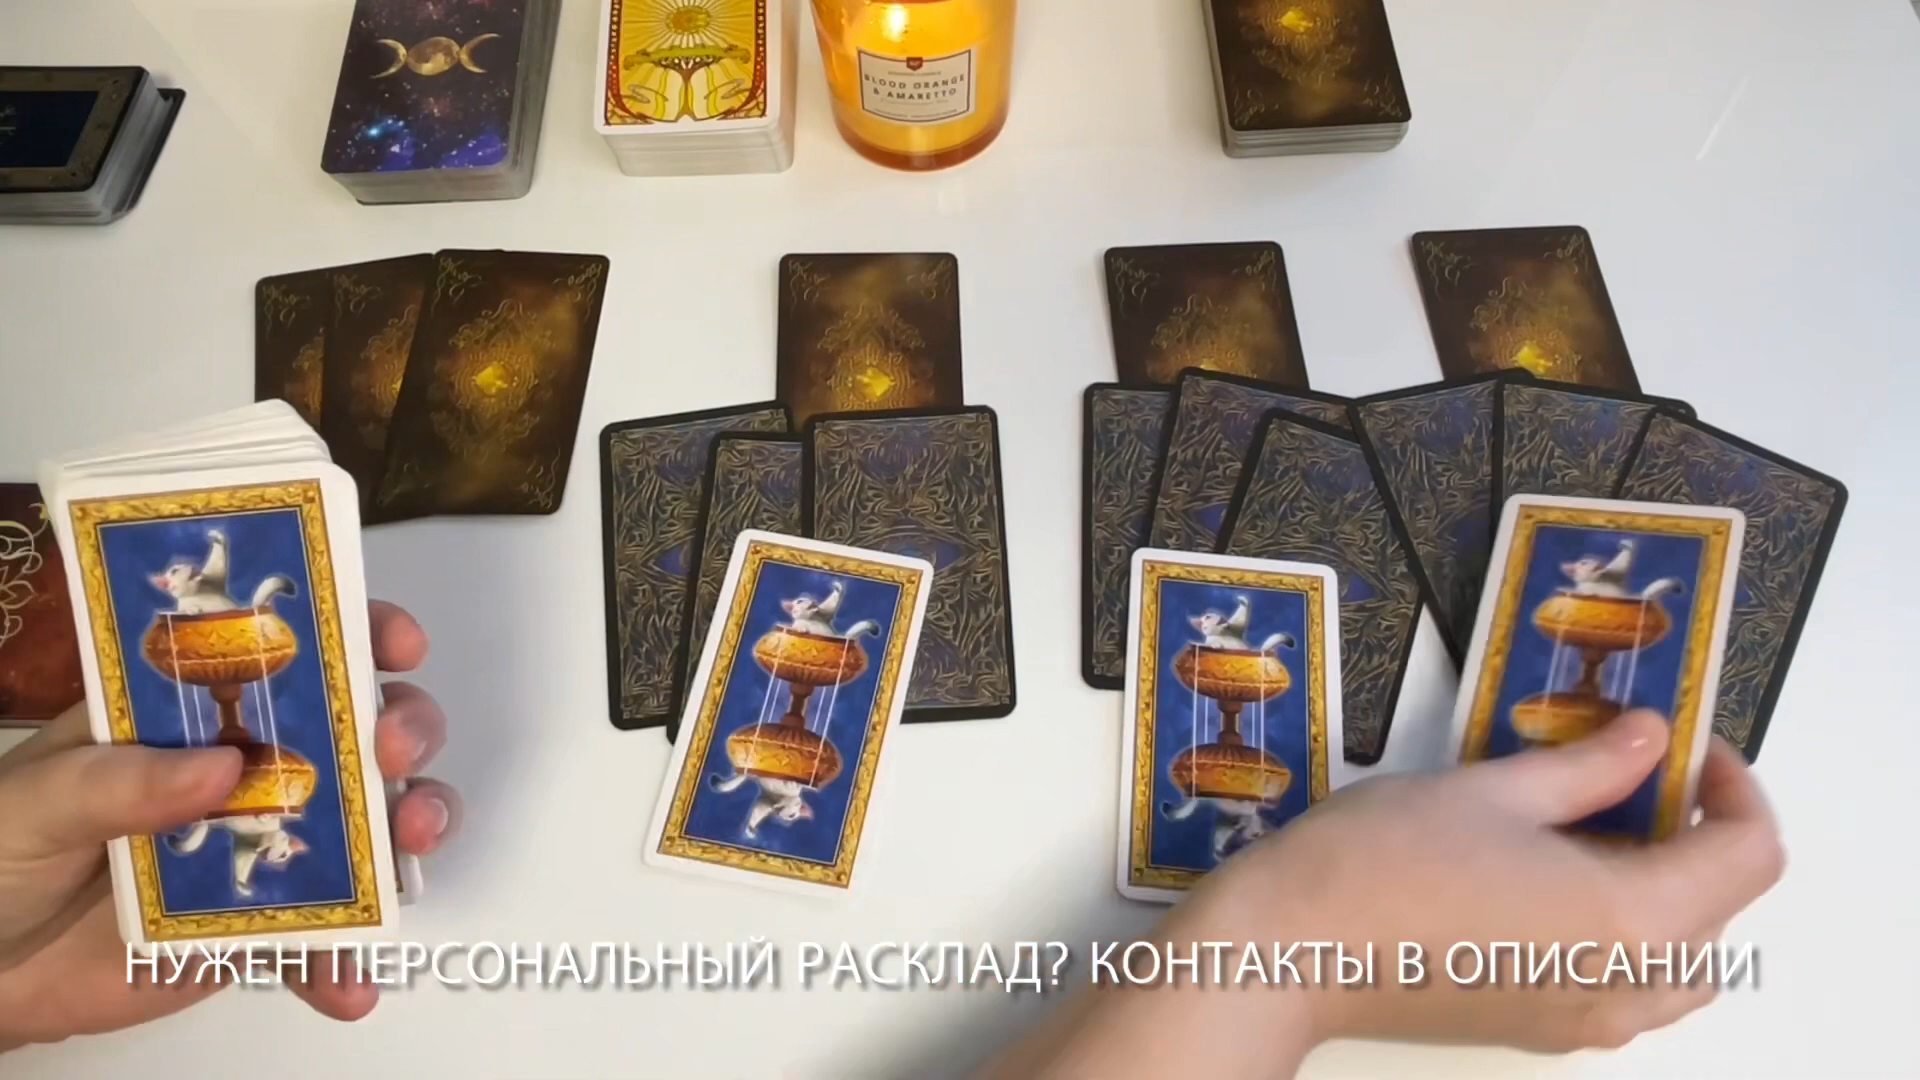 BLOOD ORANGE
& AMARETTO
НУЖЕН ПЕРСОНАЛЬНЫЙ РАСКЛАД? КОНТАКТЫ В ОПИСАНИИ